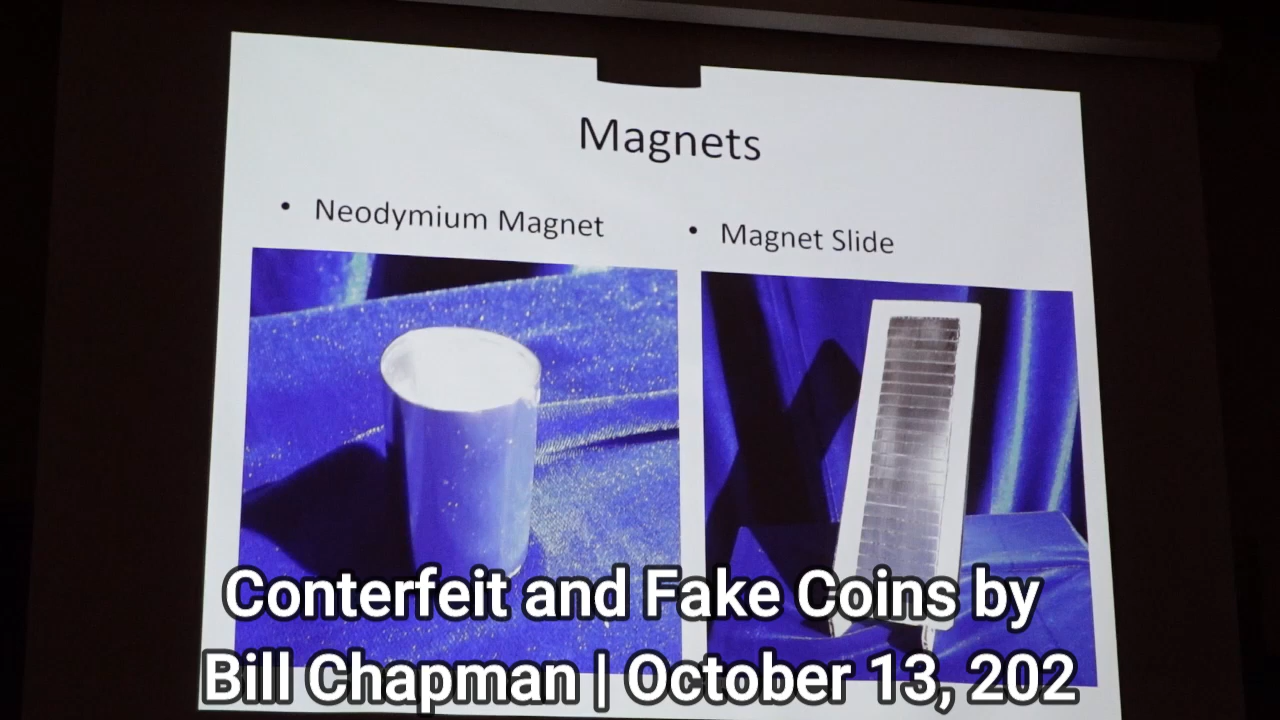 Magnets
• Neodymium Magnet
• Magnet Slide
Conterfeit and Fake Coins by
Bill Chapman | October 13, 202